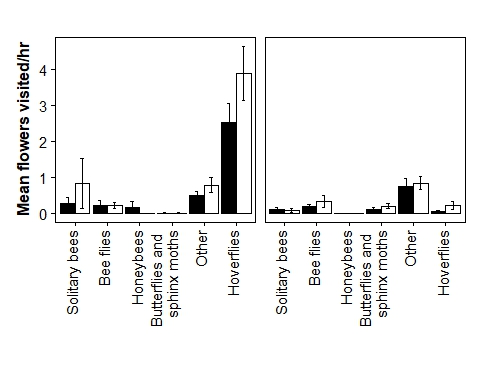 Mean flowers visited/hr
4
3
2
1
0
Solitary bees
Bee flies
Honeybees
Butterflies and
sphinx moths
Other
Hoverflies
Solitary bees
Bee flies
Honeybees
Butterflies and
sphinx moths
Other
Hoverflies